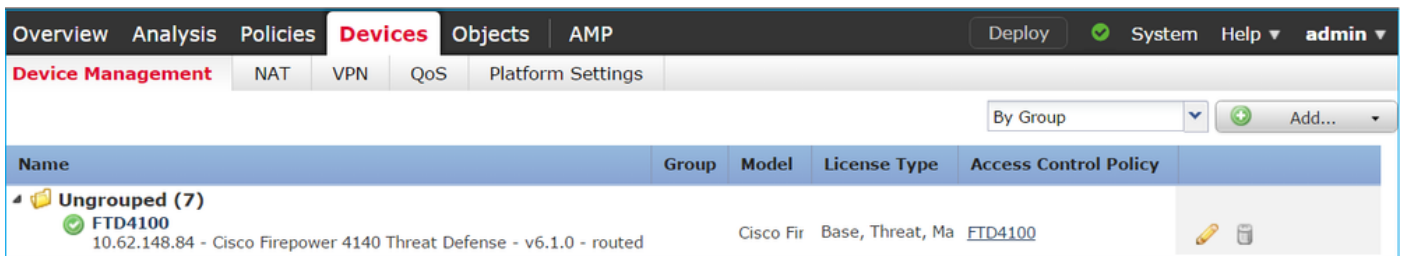 Overview Analysis Policies Devices Objects AMP Deploy System Help admin
Device Management NAT VPN QoS Platform Settings
By Group Add...
Name Group Model License Type Access Control Policy
Ungrouped (7)
FTD4100
10.62.148.84 - Cisco Firepower 4140 Threat Defense - v6.1.0 - routed Cisco Fir Base, Threat, Ma FTD4100